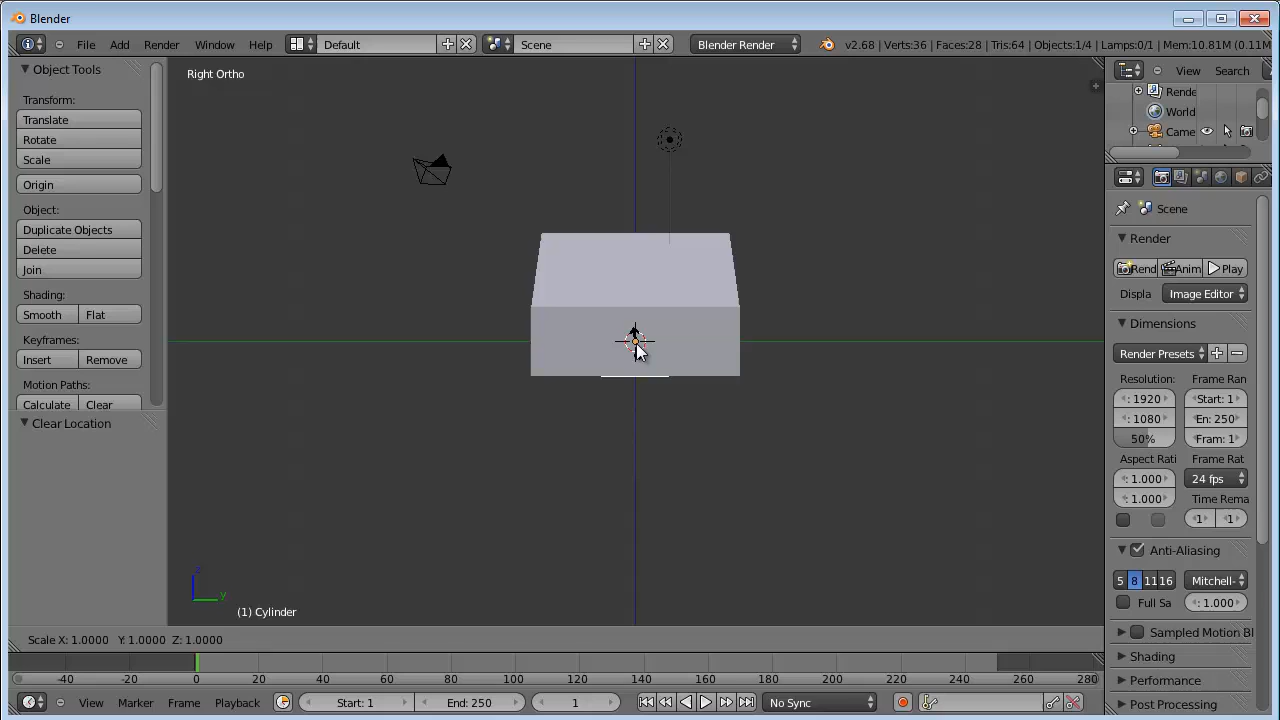 Blender
File Add Render Window Help Default Scene Blender Render v2.68 | Verts:36 | Faces:28 | Tris:64 | Objects:1/4 | Lamps:0/1 | Mem:10.81M (0.11M
Object Tools
Transform:
Translate
Rotate
Scale
Origin
Object:
Duplicate Objects
Delete
Join
Shading:
Smooth Flat
Keyframes:
Insert Remove
Motion Paths:
Calculate Clear
Clear Location
Right Ortho
z
y
(1) Cylinder
Scale X: 1.0000 Y: 1.0000 Z: 1.0000
View Search
Rende
World
Came
Scene
Render
Rend Anim Play
Displa Image Editor
Dimensions
Render Presets
Resolution: Frame Ran
: 1920 Start: 1
: 1080 En: 250
50% Fram: 1
Aspect Rati Frame Rat
: 1.000 24 fps
: 1.000 Time Rema
1 1
Anti-Aliasing
5 8 11 16 Mitchell-
Full Sa : 1.000
Sampled Motion Bl
Shading
Performance
Post Processing
-40 -20 0 20 40 60 80 100 120 140 160 180 200 220 240 260 280
View Marker Frame Playback Start: 1 End: 250 1 No Sync